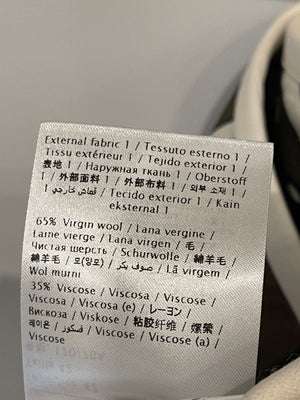 External fabric 1 / Tessuto esterno 1 /
Tissu extérieur 1 / Tejido exterior 1 /
表地 1 / Наружная ткань 1 / Oberstoff
1 / 外部面料 1 / 外部布料 1 / 외부 소재 1
/ Tecido exterior 1 / قماش خارجي 1 / Kain
eksternal 1
65% Virgin wool / Lana vergine /
Laine vierge / Lana virgen / 毛 /
Чистая шерсть / Schurwolle / 綿羊毛 /
綿羊毛 / 모(양모) / صوف بكر / Lã virgem /
Wol murni
35% Viscose / Viscosa / Viscose /
Viscosa / Viscosa (e) / レーヨン /
Вискоза / Viskose / 粘胶纤维 / 嫘縈 /
레이온 / فسكوز / Viscose / Viscosa (a) /
Viscose